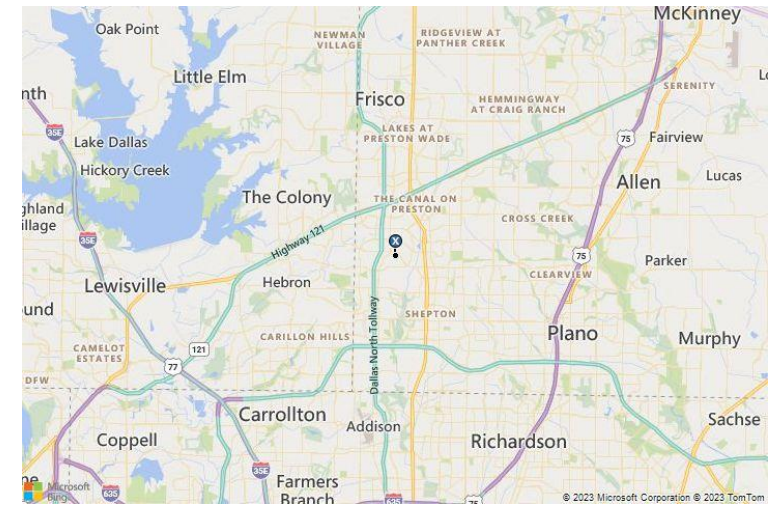 McKinney
Oak Point
NEWMAN
VILLAGE
RIDGEVIEW AT
PANTHER CREEK
Little Elm
nth
Frisco
HEMMINGWAY
AT CRAIG RANCH
SERENITY
35E
Lake Dallas
LAKES AT
PRESTON WADE
75
Fairview
Hickory Creek
Allen
Lucas
The Colony
THE CANAL ON
PRESTON
ghland
illage
CROSS CREEK
35E
Highway 121
X
75
Parker
CLEARVIEW
Lewisville
Hebron
und
SHEPTON
Dallas North Tollway
Plano
Murphy
CARILLON HILLS
CAMELOT
ESTATES
121
77
DFW
Carrollton
Addison
Sachse
Coppell
Richardson
35E
Farmers
Branch
ne
Microsoft
Bing
635
635
75
© 2023 Microsoft Corporation © 2023 TomTom